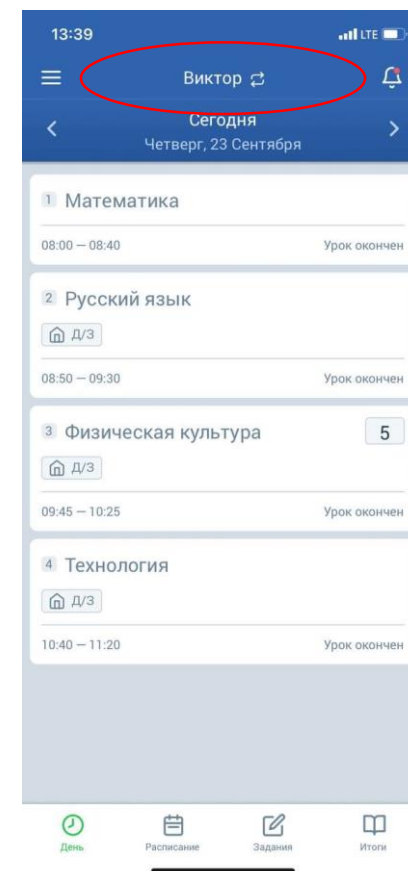 13:39 LTE
Виктор
Сегодня
Четверг, 23 Сентября
1 Математика
08:00 — 08:40 Урок окончен
2 Русский язык
Д/З
08:50 — 09:30 Урок окончен
3 Физическая культура 5
Д/З
09:45 — 10:25 Урок окончен
4 Технология
Д/З
10:40 — 11:20 Урок окончен
День Расписание Задания Итоги